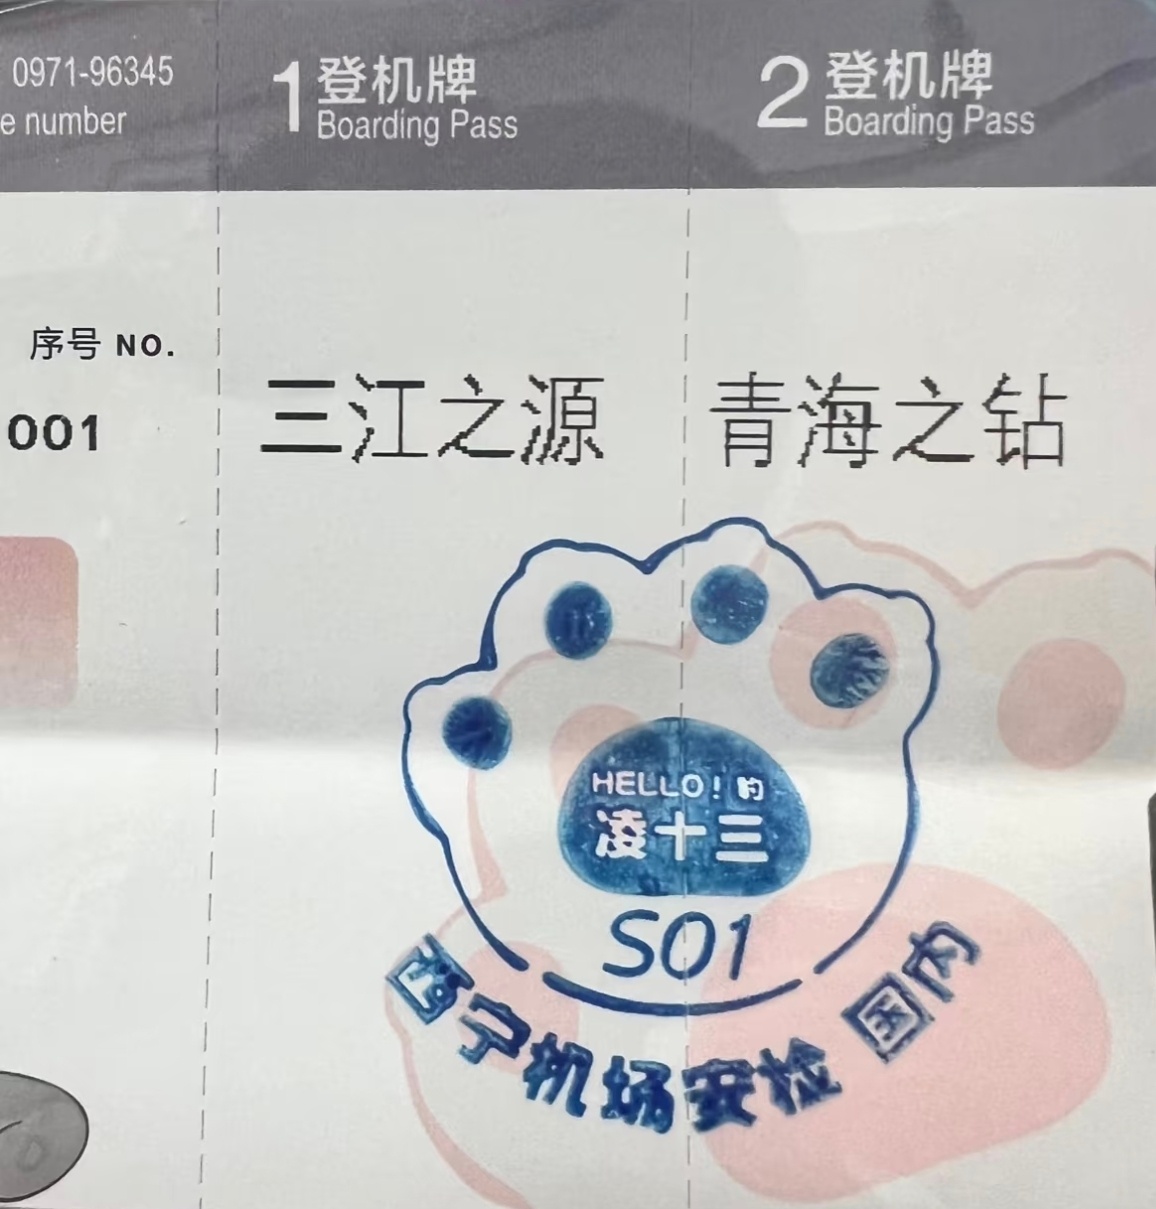 0971-96345
e number
1 登机牌
Boarding Pass
2 登机牌
Boarding Pass
序号 NO.
001
三江之源
青海之钻
HELLO! 的
凌十三
S01
西宁机场安检 国内